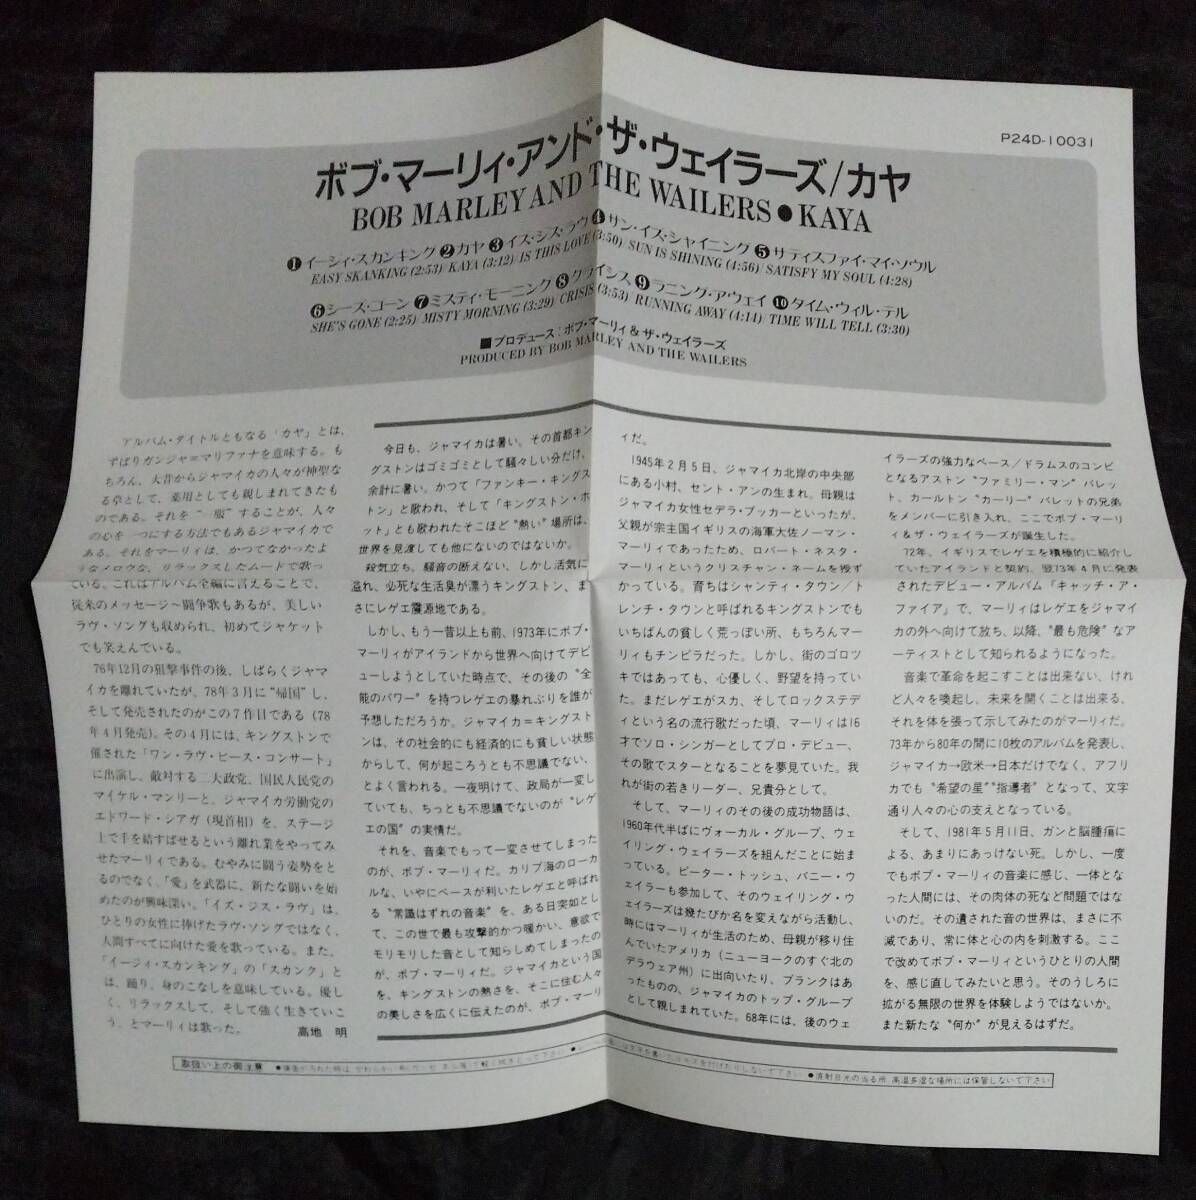 P24D-10031
ボブ・マーリィ・アンド・ザ・ウェイラーズ/カヤ
BOB MARLEY AND THE WAILERS●KAYA
❶イージィ・スカンキング❷カヤ❸イズ・ジス・ラヴ❹サン・イズ・シャイニング❺サティスファイ・マイ・ソウル
EASY SKANKING (2:53)/KAYA (3:12)/IS THIS LOVE (3:50)/SUN IS SHINING (4:56)/SATISFY MY SOUL (4:28)
❻シーズ・ゴーン❼ミスティ・モーニング❽クライシス❾ラニング・アウェイ❿タイム・ウィル・テル
SHE'S GONE (2:25)/MISTY MORNING (3:29)/CRISIS (3:53)/RUNNING AWAY (4:14)/TIME WILL TELL (3:30)
■プロデュース：ボブ・マーリィ&ザ・ウェイラーズ
PRODUCED BY BOB MARLEY AND THE WAILERS
アルバム・タイトルともなる「カヤ」とは、
ずばりガンジャ＝マリファナを意味する。も
ちろん、大昔からジャマイカの人々が神聖な
る草として、薬用としても親しまれてきたも
のである。それを“一服”することが、人々
の心を一つにする方法でもあるジャマイカで
ある。それをマーリィは、かつてなかったよ
うなメロウな、リラックスしたムードで歌っ
ている。これはアルバム全編に言えることで、
従来のメッセージ～闘争歌もあるが、美しい
ラヴ・ソングも収められ、初めてジャケット
でも笑えんでいる。
76年12月の狙撃事件の後、しばらくジャマ
イカを離れていたが、78年3月に“帰国”し、
そして発売されたのがこの7作目である（78
年4月発売）。その4月には、キングストンで
催された「ワン・ラヴ・ピース・コンサート」
に出演し、敵対する二大政党、国民人民党の
マイケル・マンリーと、ジャマイカ労働党の
エドワード・シアガ（現首相）を、ステージ
上で手を結すばせるという離れ業をやってみ
せたマーリィである。むやみに闘う姿勢をと
るのでなく、「愛」を武器に、新たな闘いを始
めたのが興味深い。「イズ・ジス・ラヴ」は、
ひとりの女性に捧げたラヴ・ソングではなく、
人間すべてに向けた愛を歌っている。また、
「イージィ・スカンキング」の「スカンク」と
は、踊り、身のこなしを意味している。優し
く、リラックスして、そして強く生きていこ
う、とマーリィは歌った。
高地　明
今日も、ジャマイカは暑い。その首都キン
グストンはゴミゴミとして騒々しい分だけ、
余計に暑い。かつて「ファンキー・キングス
トン」と歌われ、そして「キングストン・ホ
ット」とも歌われたそこほど“熱い”場所は、
世界を見渡しても他にないのではないか。
殺気立ち、騒音の断えない、しかし活気に
溢れ、必死な生活臭が漂うキングストン、ま
さにレゲエ震源地である。
しかし、もう一昔以上も前、1973年にボブ・
マーリィがアイランドから世界へ向けてデビ
ューしようとしていた時点で、その後の“全
能のパワー”を持つレゲエの暴れぶりを誰が
予想しただろうか。ジャマイカ＝キングスト
ンは、その社会的にも経済的にも貧しい状態
からして、何が起ころうとも不思議でない、
とよく言われる。一夜明けて、政局が一変し
ていても、ちっとも不思議でないのが“レゲ
エの国”の実情だ。
それを、音楽でもって一変させてしまった
のが、ボブ・マーリィだ。カリブ海のローカ
ルな、いやにベースが利いたレゲエと呼ばれ
る“常識はずれの音楽”を、ある日突如とし
て、この世で最も攻撃的かつ暖かい、意欲で
モリモリした音として知らしめてしまったの
が、ボブ・マーリィだ。ジャマイカという国
を、キングストンの熱さを、そこに住む人々
の美しさを広くに伝えたのが、ボブ・マーリ
ィだ。
1945年2月5日、ジャマイカ北岸の中央部
にある小村、セント・アンの生まれ。母親は
ジャマイカ女性セデラ・ブッカーといったが、
父親が宗主国イギリスの海軍大佐ノーマン・
マーリィであったため、ロバート・ネスタ・
マーリィというクリスチャン・ネームを授ず
かっている。育ちはシャンティ・タウン/ト
レンチ・タウンと呼ばれるキングストンでも
いちばんの貧しく荒っぽい所、もちろんマー
リィもチンピラだった。しかし、街のゴロツ
キではあっても、心優しく、野望を持ってい
た。まだレゲエがスカ、そしてロックステデ
ィという名の流行歌だった頃、マーリィは16
才でソロ・シンガーとしてプロ・デビュー、
その歌でスターとなることを夢見ていた。我
れが街の若きリーダー、兄貴分として。
そして、マーリィのその後の成功物語は、
1960年代半ばにヴォーカル・グループ、ウェ
イリング・ウェイラーズを組んだことに始ま
っている。ピーター・トッシュ、バニー・ウ
ェイラーも参加して、そのウェイリング・ウ
ェイラーズは幾たびか名を変えながら活動し、
時にはマーリィが生活のため、母親が移り住
んでいたアメリカ（ニューヨークのすぐ北の
デラウェア州）に出向いたり、ブランクはあ
ったものの、ジャマイカのトップ・グループ
として親しまれていた。68年には、後のウェ
イラーズの強力なベース/ドラムスのコンビ
となるアストン“ファミリー・マン”バレッ
ト、カールトン“カーリー”バレットの兄弟
をメンバーに引き入れ、ここでボブ・マーリ
ィ&ザ・ウェイラーズが誕生した。
72年、イギリスでレゲエを積極的に紹介し
ていたアイランドと契約、翌73年4月に発表
されたデビュー・アルバム「キャッチ・ア・
ファイア」で、マーリィはレゲエをジャマイ
カの外へ向けて放ち、以降、“最も危険”なア
ーティストとして知られるようになった。
音楽で革命を起こすことは出来ない、けれ
ど人々を喚起し、未来を開くことは出来る、
それを体を張って示してみたのがマーリィだ。
73年から80年の間に10枚のアルバムを発表し、
ジャマイカ→欧米→日本だけでなく、アフリ
カでも“希望の星”“指導者”となって、文字
通り人々の心の支えとなっている。
そして、1981年5月11日、ガンと脳腫瘍に
よる、あまりにあっけない死。しかし、一度
でもボブ・マーリィの音楽に感じ、一体とな
った人間には、その肉体の死など問題ではな
いのだ。その遺された音の世界は、まさに不
滅であり、常に体と心の内を刺激する。ここ
で改めてボブ・マーリィというひとりの人間
を、感じ直してみたいと思う。そのうしろに
拡がる無限の世界を体験しようではないか。
また新たな“何か”が見えるはずだ。
取扱い上の御注意
●直射日光の当る所、高温多湿な場所には保管しないで下さい